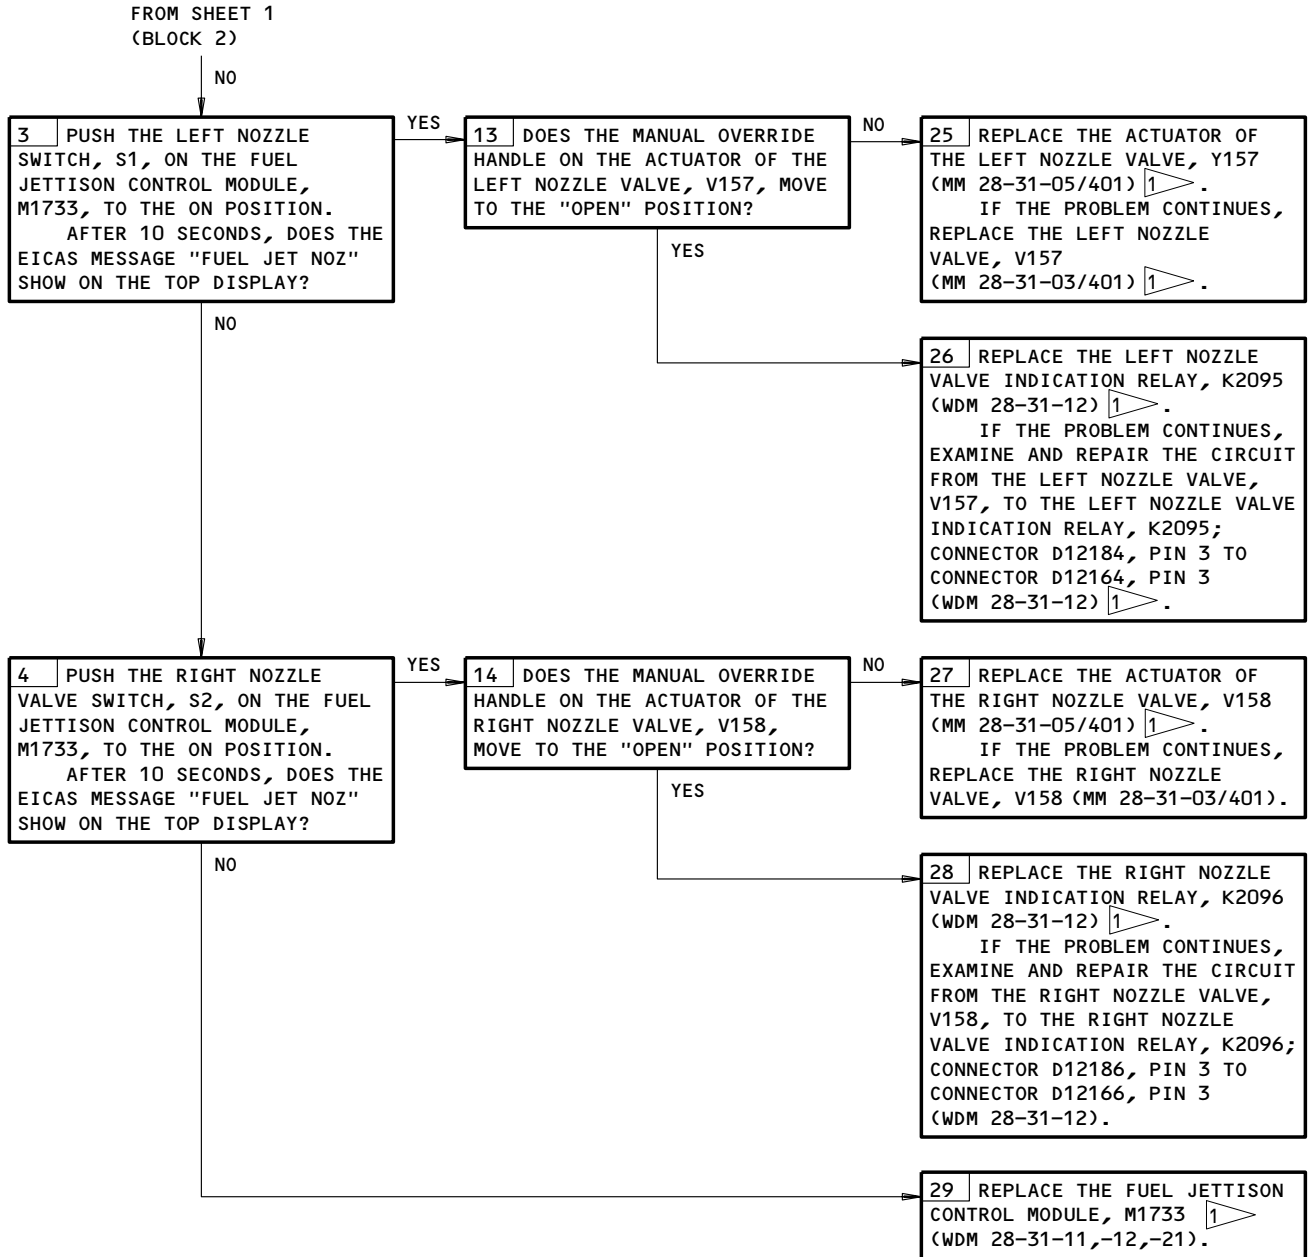 FROM SHEET 1
(BLOCK 2)
NO
3 PUSH THE LEFT NOZZLE
SWITCH, S1, ON THE FUEL
JETTISON CONTROL MODULE,
M1733, TO THE ON POSITION.
AFTER 10 SECONDS, DOES THE
EICAS MESSAGE "FUEL JET NOZ"
SHOW ON THE TOP DISPLAY?
YES
NO
13 DOES THE MANUAL OVERRIDE
HANDLE ON THE ACTUATOR OF THE
LEFT NOZZLE VALVE, V157, MOVE
TO THE "OPEN" POSITION?
NO
YES
25 REPLACE THE ACTUATOR OF
THE LEFT NOZZLE VALVE, Y157
(MM 28-31-05/401) 1 .
IF THE PROBLEM CONTINUES,
REPLACE THE LEFT NOZZLE
VALVE, V157
(MM 28-31-03/401) 1 .
26 REPLACE THE LEFT NOZZLE
VALVE INDICATION RELAY, K2095
(WDM 28-31-12) 1 .
IF THE PROBLEM CONTINUES,
EXAMINE AND REPAIR THE CIRCUIT
FROM THE LEFT NOZZLE VALVE,
V157, TO THE LEFT NOZZLE VALVE
INDICATION RELAY, K2095;
CONNECTOR D12184, PIN 3 TO
CONNECTOR D12164, PIN 3
(WDM 28-31-12) 1 .
4 PUSH THE RIGHT NOZZLE
VALVE SWITCH, S2, ON THE FUEL
JETTISON CONTROL MODULE,
M1733, TO THE ON POSITION.
AFTER 10 SECONDS, DOES THE
EICAS MESSAGE "FUEL JET NOZ"
SHOW ON THE TOP DISPLAY?
YES
NO
14 DOES THE MANUAL OVERRIDE
HANDLE ON THE ACTUATOR OF THE
RIGHT NOZZLE VALVE, V158,
MOVE TO THE "OPEN" POSITION?
NO
YES
27 REPLACE THE ACTUATOR OF
THE RIGHT NOZZLE VALVE, V158
(MM 28-31-05/401) 1 .
IF THE PROBLEM CONTINUES,
REPLACE THE RIGHT NOZZLE
VALVE, V158 (MM 28-31-03/401).
28 REPLACE THE RIGHT NOZZLE
VALVE INDICATION RELAY, K2096
(WDM 28-31-12) 1 .
IF THE PROBLEM CONTINUES,
EXAMINE AND REPAIR THE CIRCUIT
FROM THE RIGHT NOZZLE VALVE,
V158, TO THE RIGHT NOZZLE
VALVE INDICATION RELAY, K2096;
CONNECTOR D12186, PIN 3 TO
CONNECTOR D12166, PIN 3
(WDM 28-31-12).
29 REPLACE THE FUEL JETTISON
CONTROL MODULE, M1733 1
(WDM 28-31-11,-12,-21).